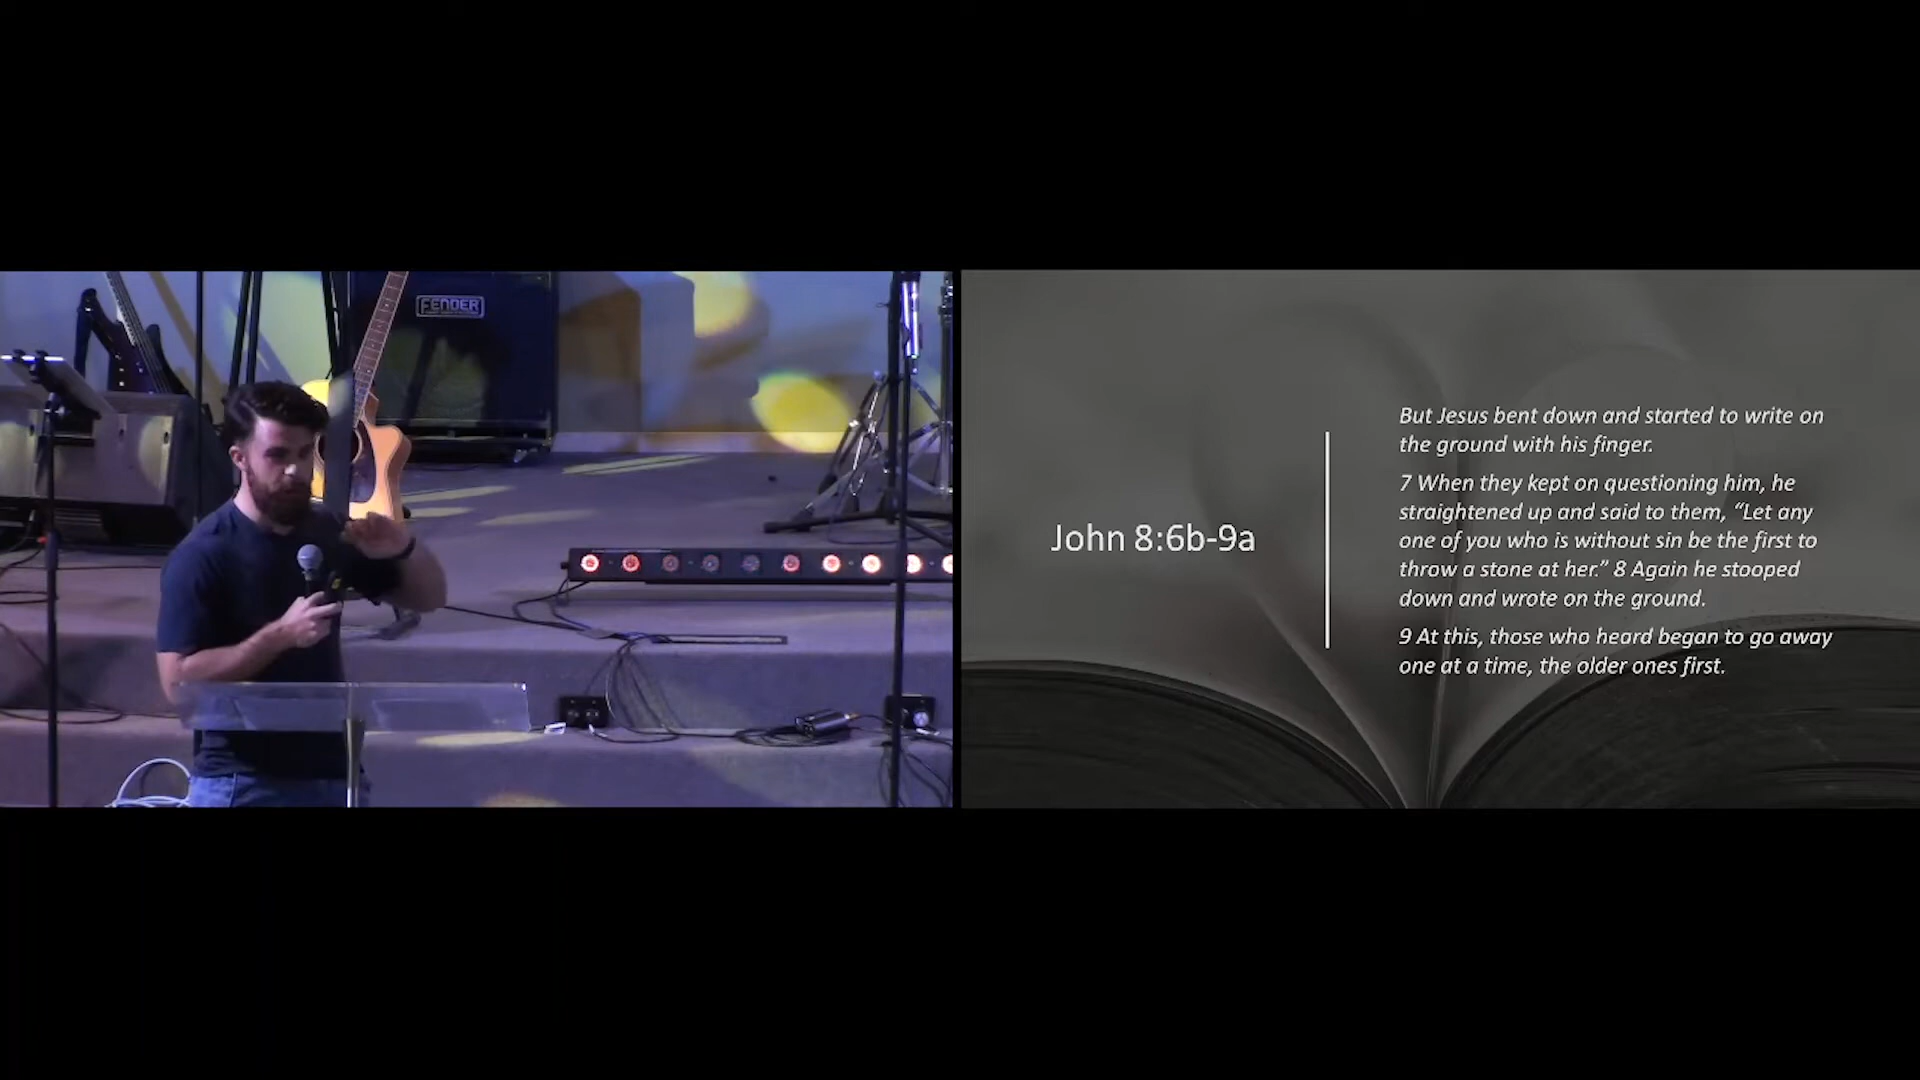 FENDER
John 8:6b-9a
But Jesus bent down and started to write on
the ground with his finger.
7 When they kept on questioning him, he
straightened up and said to them, “Let any
one of you who is without sin be the first to
throw a stone at her.” 8 Again he stooped
down and wrote on the ground.
9 At this, those who heard began to go away
one at a time, the older ones first.